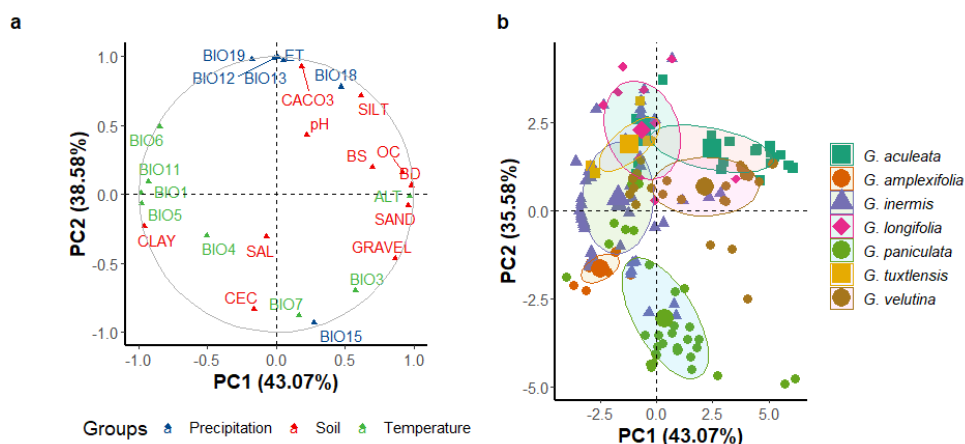 a
PC2 (38.58%)
1.0
0.5
0.0
-0.5
-1.0
BIO19
ET
BIO12
BIO13
BIO18
CACO3
SILT
pH
BIO6
BS
OC
BIO11
BD
BIO1
ALT
BIO5
SAND
CLAY
BIO4
SAL
GRAVEL
BIO3
CEC
BIO7
BIO15
-1.0 -0.5 0.0 0.5 1.0
PC1 (43.07%)
Groups a Precipitation a Soil a Temperature
b
PC2 (35.58%)
2.5
0.0
-2.5
-5.0
-2.5 0.0 2.5 5.0
PC1 (43.07%)
G. aculeata
G. amplexifolia
G. inermis
G. longifolia
G. paniculata
G. tuxtlensis
G. velutina